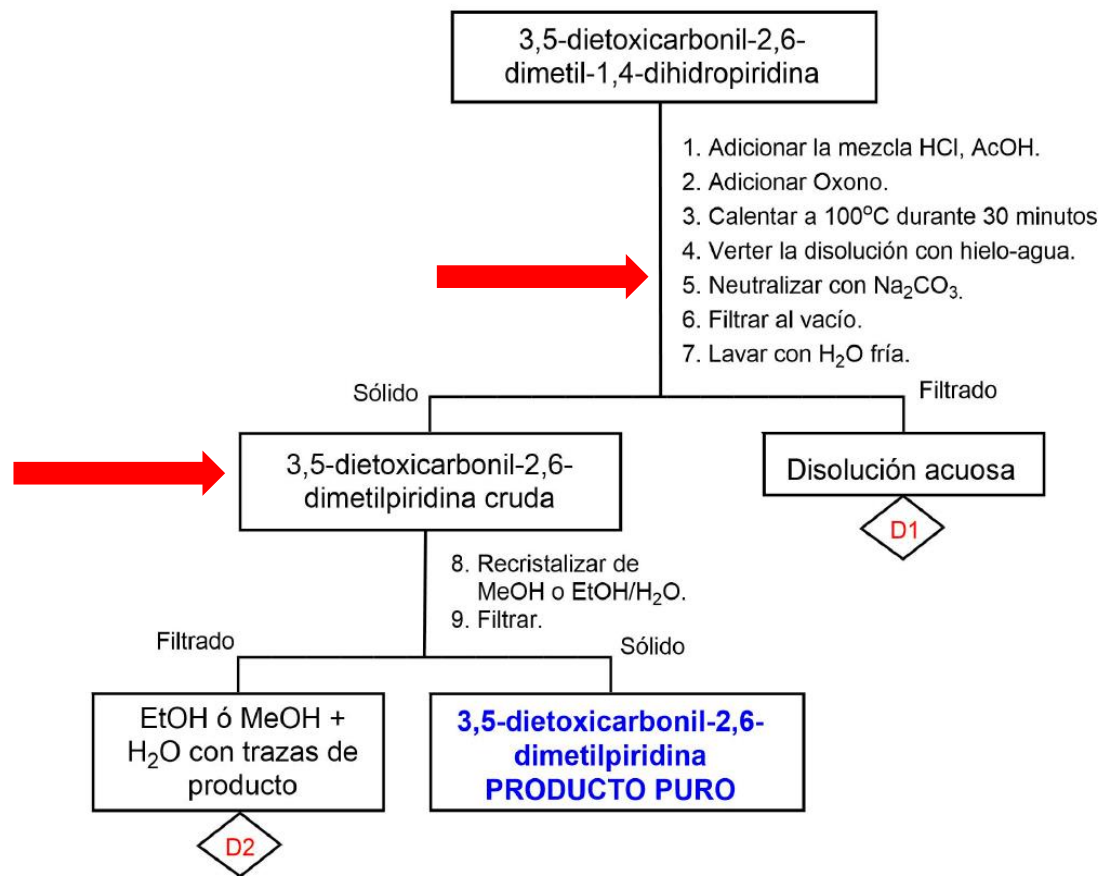 3,5-dietoxicarbonil-2,6-
dimetil-1,4-dihidropiridina
1. Adicionar la mezcla HCl, AcOH.
2. Adicionar Oxono.
3. Calentar a 100°C durante 30 minutos
4. Verter la disolución con hielo-agua.
5. Neutralizar con Na₂CO₃.
6. Filtrar al vacío.
7. Lavar con H₂O fría.
Sólido
Filtrado
3,5-dietoxicarbonil-2,6-
dimetilpiridina cruda
Disolución acuosa
D1
8. Recristalizar de
MeOH o EtOH/H₂O.
9. Filtrar.
Filtrado
Sólido
EtOH ó MeOH +
H₂O con trazas de
producto
3,5-dietoxicarbonil-2,6-
dimetilpiridina
PRODUCTO PURO
D2